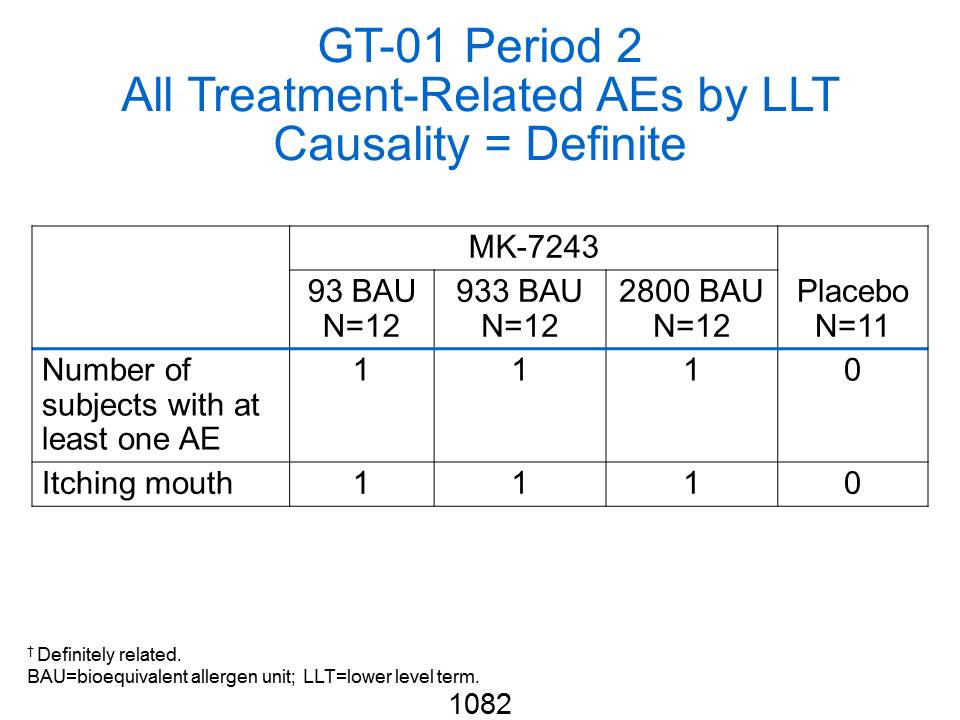 GT-01 Period 2
All Treatment-Related AEs by LLT
Causality = Definite
MK-7243
93 BAU 933 BAU 2800 BAU Placebo
N=12 N=12 N=12 N=11
Number of 1 1 1 0
subjects with at
least one AE
Itching mouth 1 1 1 0
† Definitely related.
BAU=bioequivalent allergen unit; LLT=lower level term.
1082